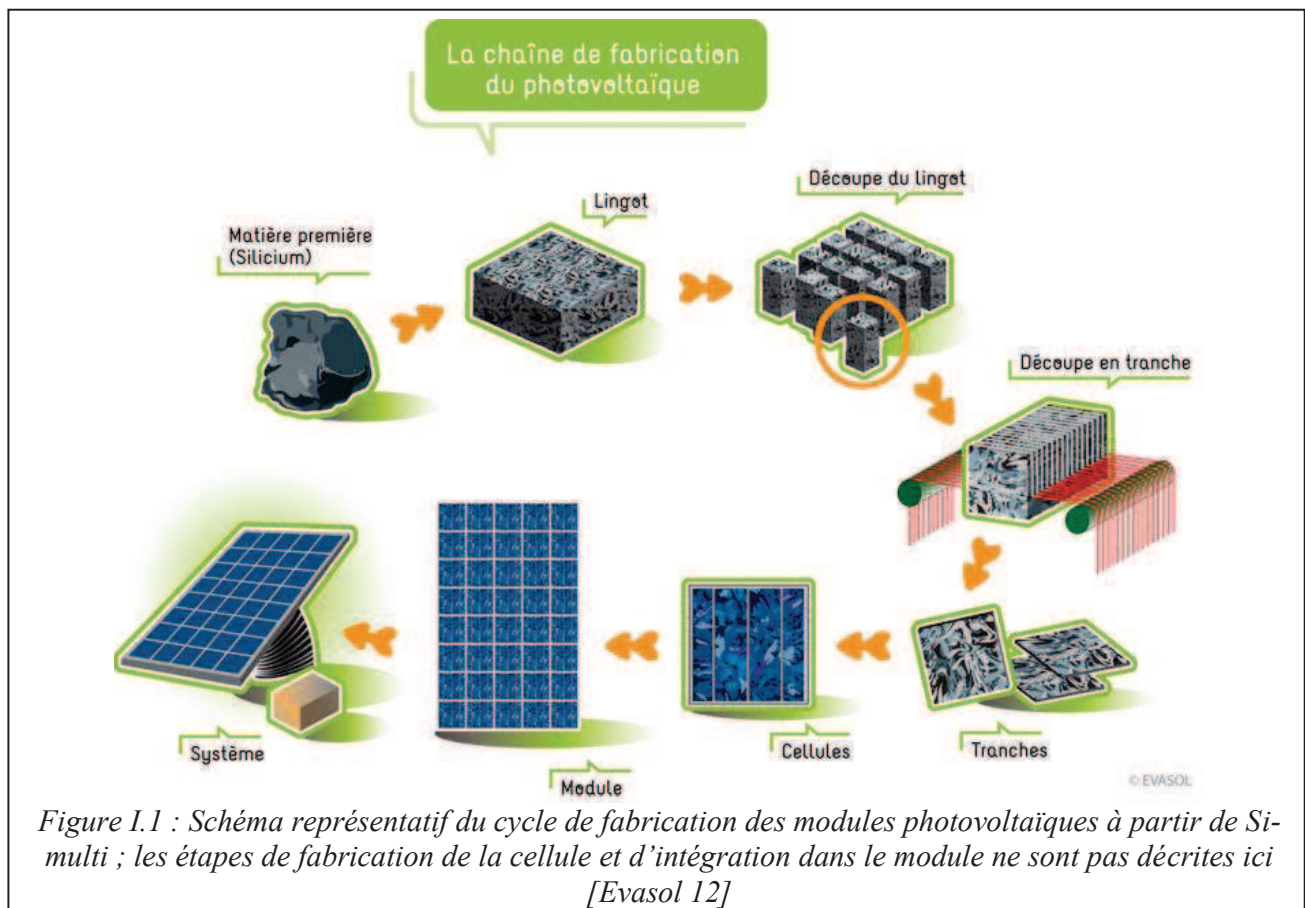 La chaîne de fabrication
du photovoltaïque
Matière première
(Silicium)
Lingot
Découpe du lingot
Découpe en tranche
Tranches
Cellules
Module
Système
© EVASOL
Figure I.1 : Schéma représentatif du cycle de fabrication des modules photovoltaïques à partir de Si-
multi ; les étapes de fabrication de la cellule et d’intégration dans le module ne sont pas décrites ici
[Evasol 12]